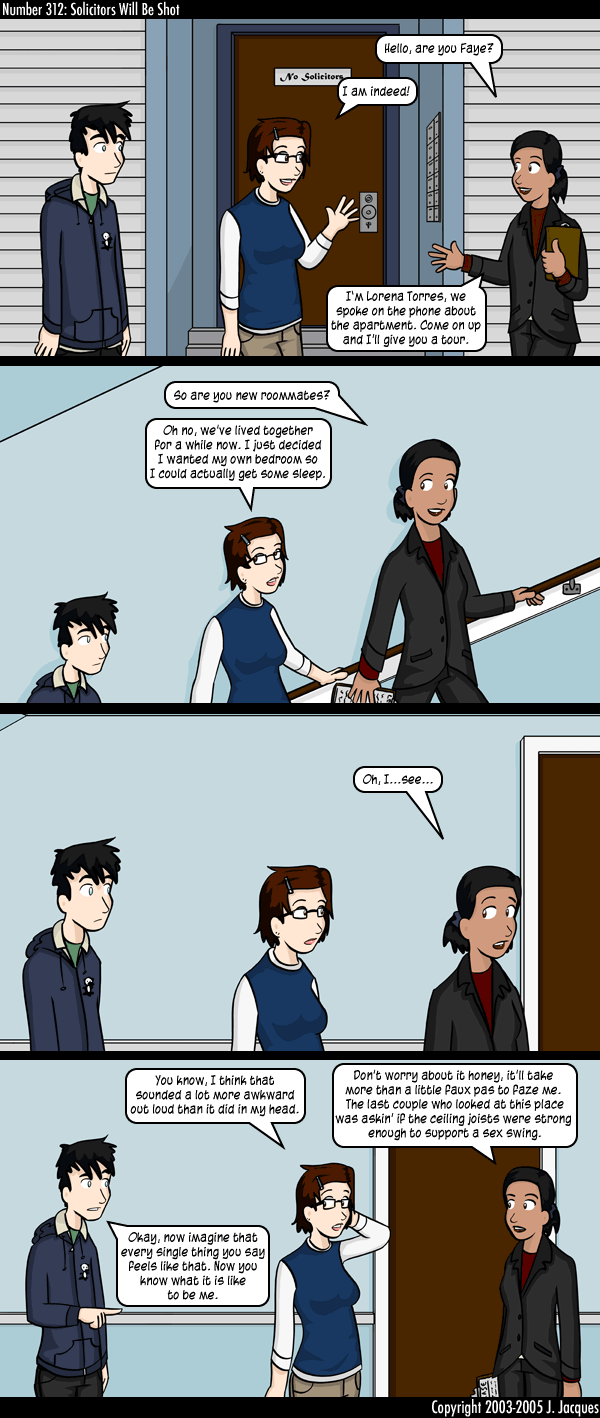 Number 312: Solicitors Will Be Shot
Hello, are you Faye?
No Solicitors
I am indeed!
I'm Lorena Torres, we
spoke on the phone about
the apartment. Come on up
and I'll give you a tour.
So are you new roommates?
Oh no, we've lived together
for a while now. I just decided
I wanted my own bedroom so
I could actually get some sleep.
Oh, I...see...
You know, I think that
sounded a lot more awkward
out loud than it did in my head.
Don't worry about it honey, it'll take
more than a little faux pas to faze me.
The last couple who looked at this place
was askin' if the ceiling joists were strong
enough to support a sex swing.
Okay, now imagine that
every single thing you say
feels like that. Now you
know what it is like
to be me.
Copyright 2003-2005 J. Jacques